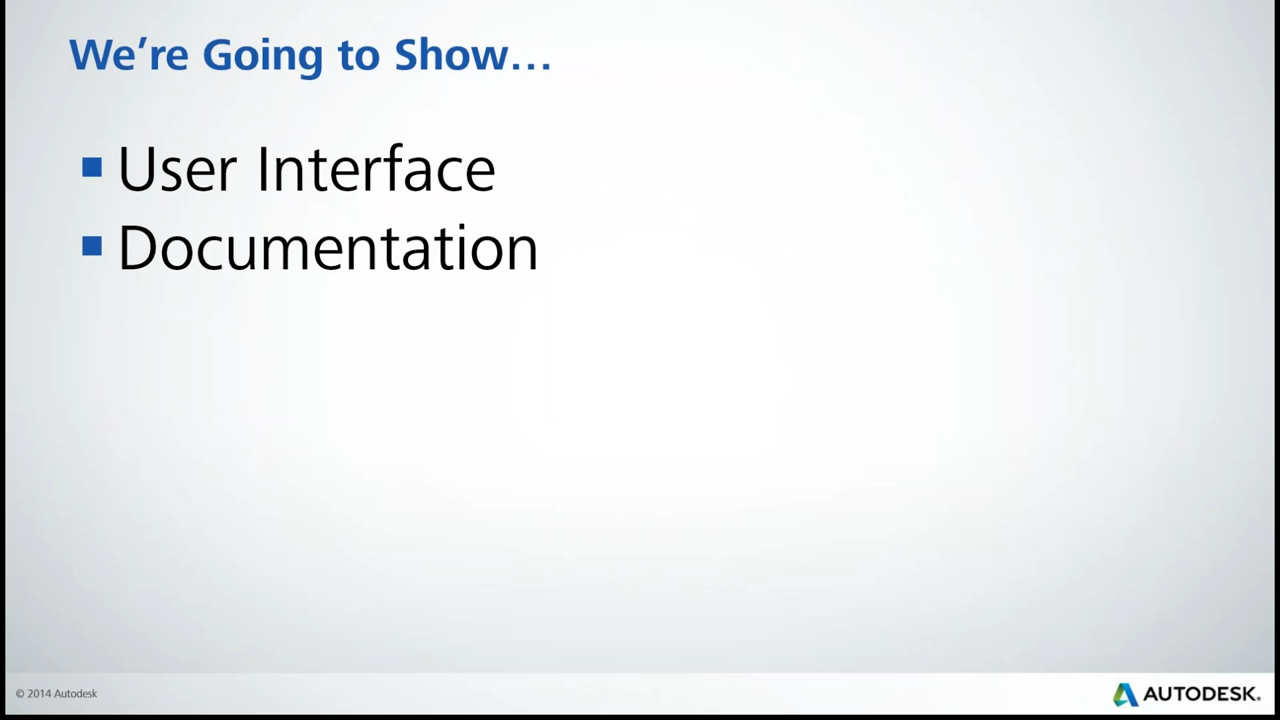 We're Going to Show…
User Interface
Documentation
© 2014 Autodesk
AUTODESK.